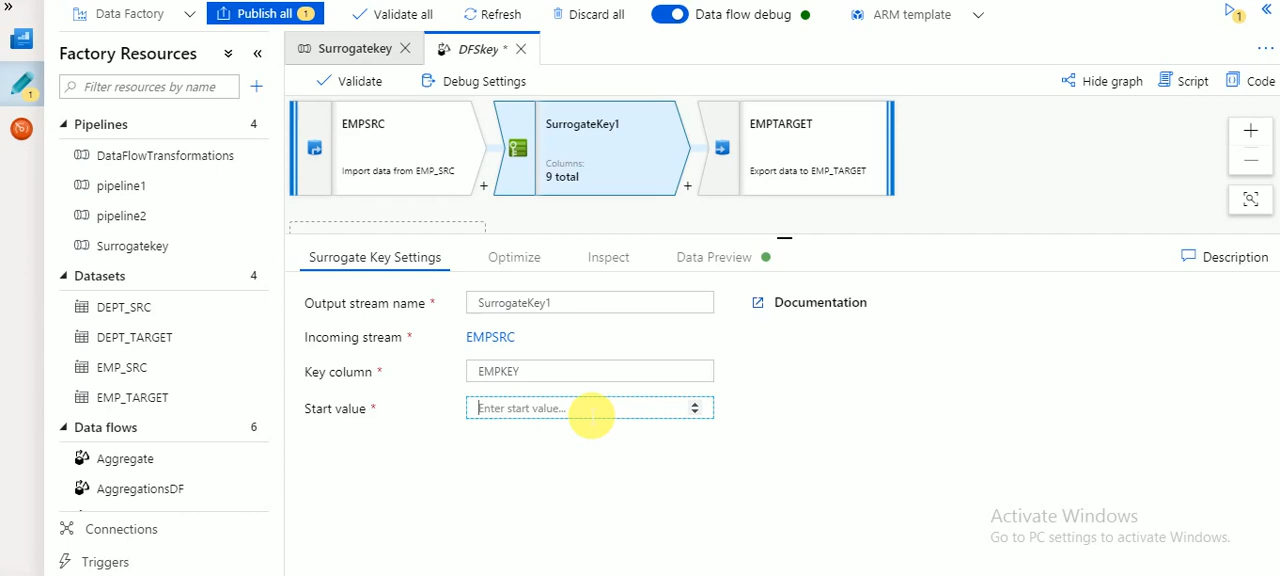 »
Data Factory
Publish all 1
Validate all
Refresh
Discard all
Data flow debug
ARM template
1
«
Factory Resources
Filter resources by name
+
Pipelines 4
DataFlowTransformations
pipeline1
pipeline2
Surrogatekey
Datasets 4
DEPT_SRC
DEPT_TARGET
EMP_SRC
EMP_TARGET
Data flows 6
Aggregate
AggregationsDF
Connections
Triggers
1
Surrogatekey
DFSkey *
...
Validate
Debug Settings
Hide graph
Script
Code
EMPSRC
Import data from EMP_SRC
+
SurrogateKey1
Columns:
9 total
+
EMPTARGET
Export data to EMP_TARGET
Surrogate Key Settings
Optimize
Inspect
Data Preview
Description
Output stream name *
SurrogateKey1
Documentation
Incoming stream *
EMPSRC
Key column *
EMPKEY
Start value *
Enter start value...
Activate Windows
Go to PC settings to activate Windows.